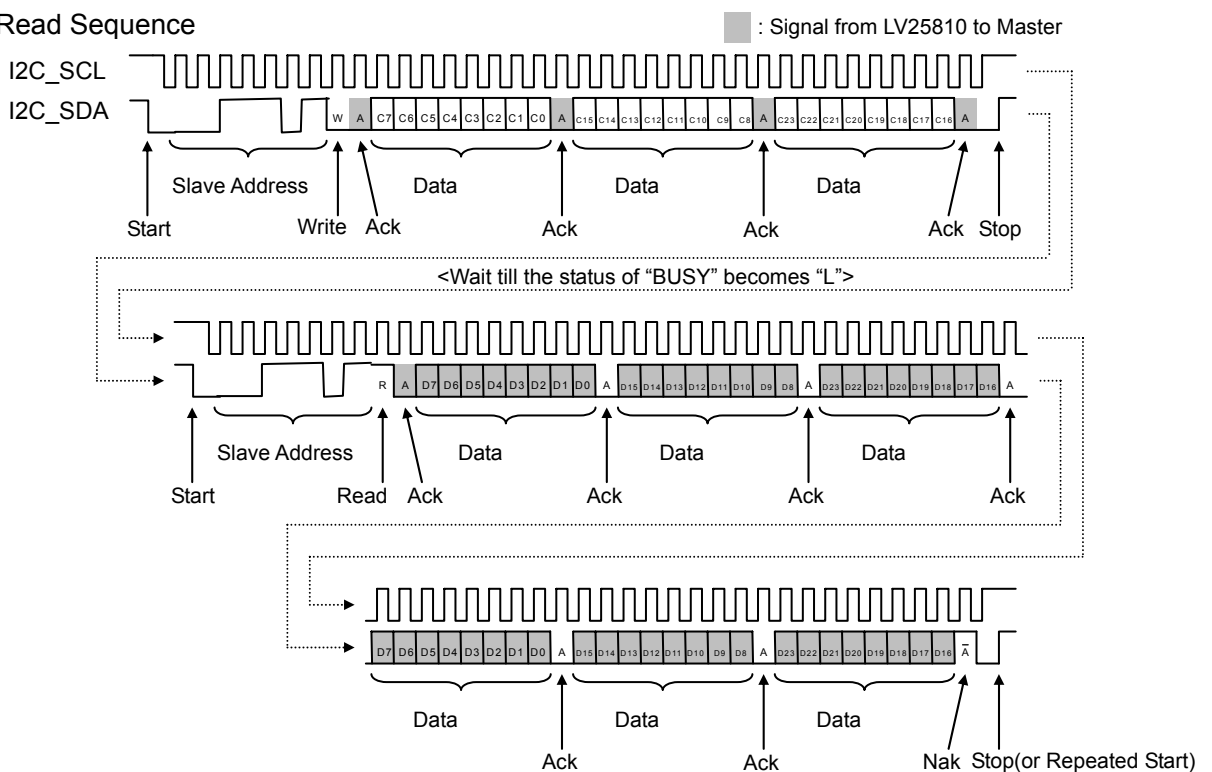 Read Sequence
: Signal from LV25810 to Master
I2C_SCL
I2C_SDA
W A C7 C6 C5 C4 C3 C2 C1 C0 A C15 C14 C13 C12 C11 C10 C9 C8 A C23 C22 C21 C20 C19 C18 C17 C16 A
Slave Address Data Data Data
Start Write Ack Ack Ack Ack Stop
<Wait till the status of “BUSY” becomes “L”>
R A D7 D6 D5 D4 D3 D2 D1 D0 A D15 D14 D13 D12 D11 D10 D9 D8 A D23 D22 D21 D20 D19 D18 D17 D16 A
Slave Address Data Data Data
Start Read Ack Ack Ack Ack
D7 D6 D5 D4 D3 D2 D1 D0 A D15 D14 D13 D12 D11 D10 D9 D8 A D23 D22 D21 D20 D19 D18 D17 D16 A̅
Data Data Data
Ack Ack Nak Stop(or Repeated Start)